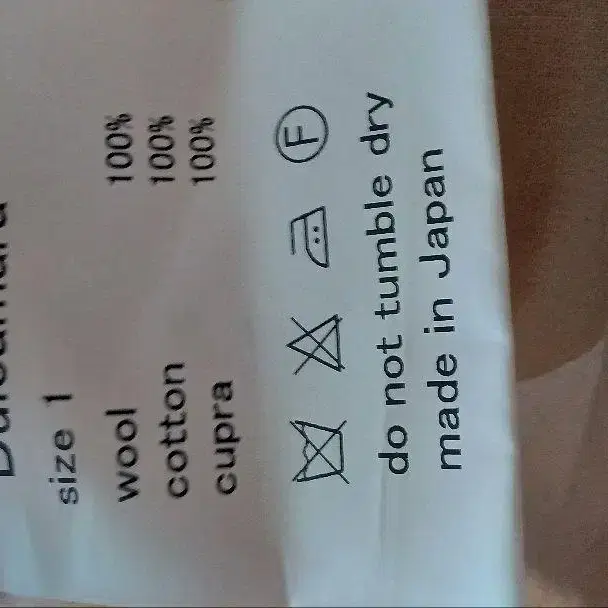 size 1
wool 100%
cotton 100%
cupra 100%
F
do not tumble dry
made in Japan